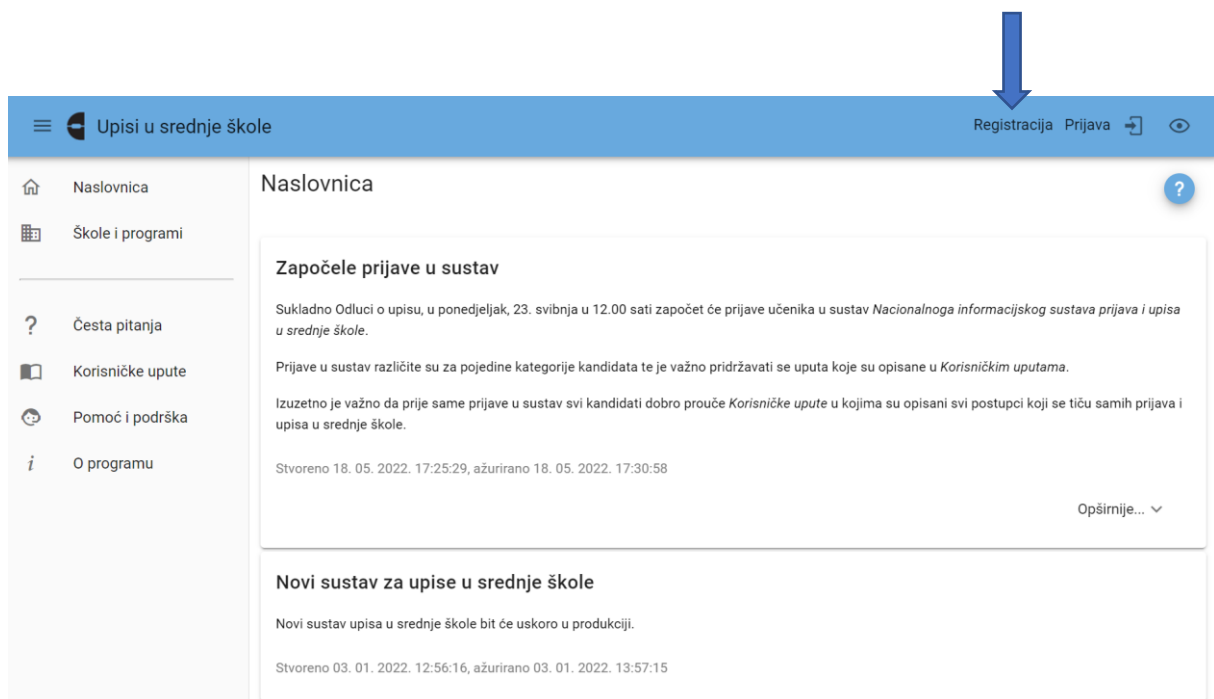 Upisi u srednje škole
Registracija Prijava
Naslovnica
Škole i programi
? Česta pitanja
Korisničke upute
Pomoć i podrška
i O programu
Naslovnica
?
Započele prijave u sustav
Sukladno Odluci o upisu, u ponedjeljak, 23. svibnja u 12.00 sati započet će prijave učenika u sustav Nacionalnoga informacijskog sustava prijava i upisa
u srednje škole.
Prijave u sustav različite su za pojedine kategorije kandidata te je važno pridržavati se uputa koje su opisane u Korisničkim uputama.
Izuzetno je važno da prije same prijave u sustav svi kandidati dobro prouče Korisničke upute u kojima su opisani svi postupci koji se tiču samih prijava i
upisa u srednje škole.
Stvoreno 18. 05. 2022. 17:25:29, ažurirano 18. 05. 2022. 17:30:58
Opširnije...
Novi sustav za upise u srednje škole
Novi sustav upisa u srednje škole bit će uskoro u produkciji.
Stvoreno 03. 01. 2022. 12:56:16, ažurirano 03. 01. 2022. 13:57:15